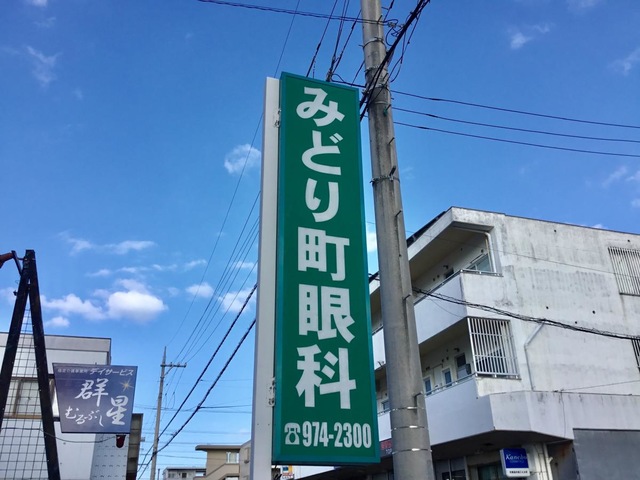 みどり町眼科
☎974-2300
デイサービス
群星
むるぶし